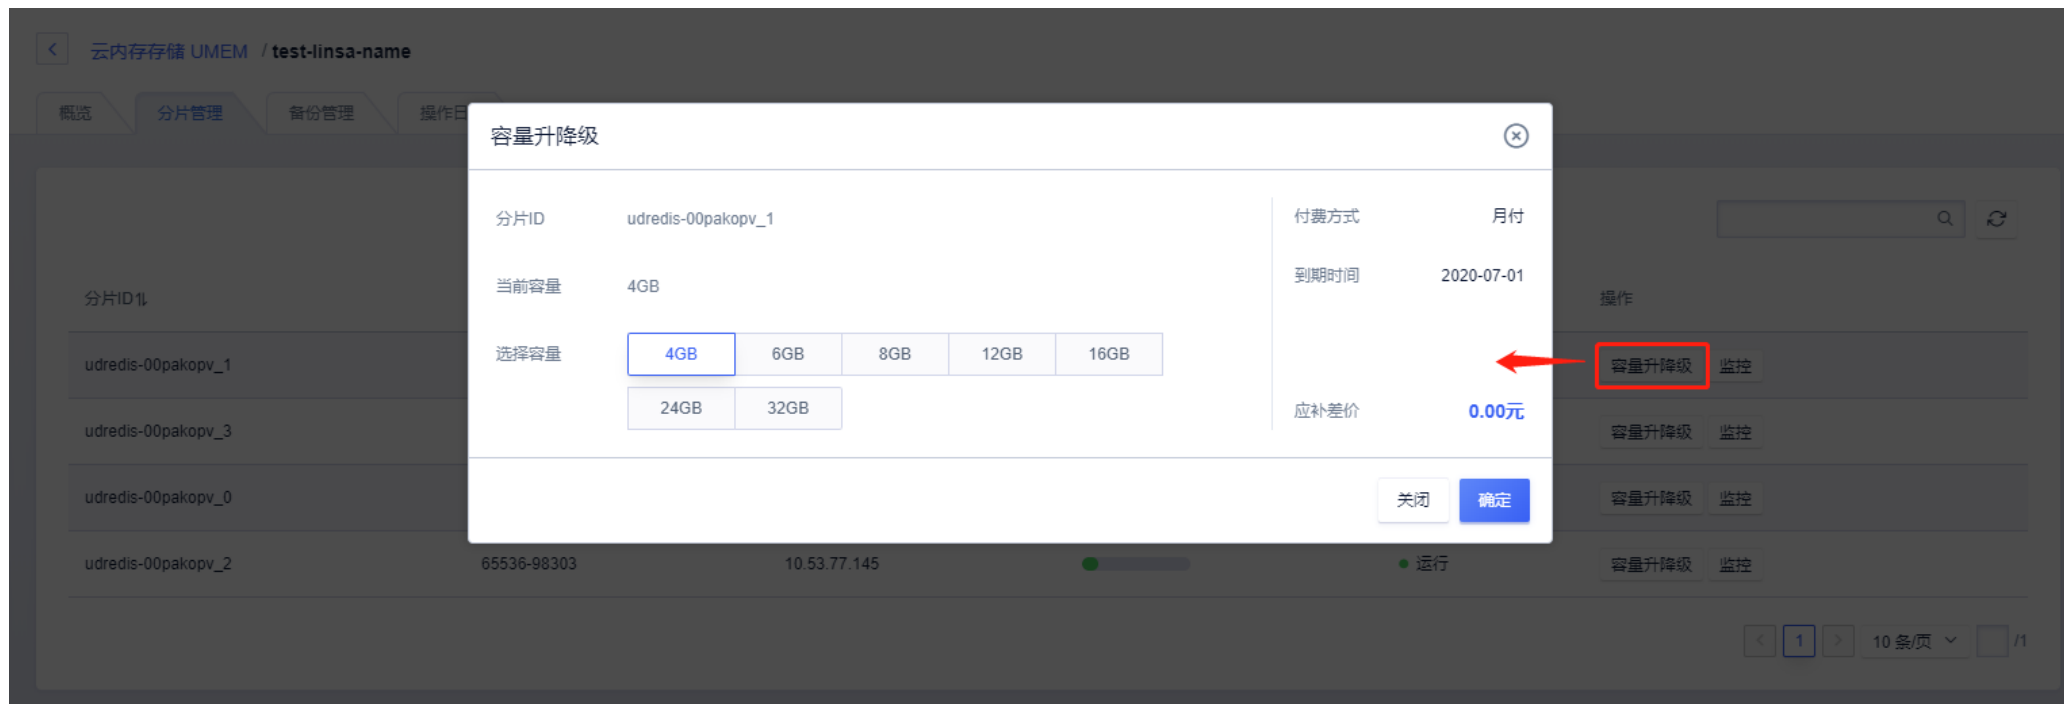 云内存存储 UMEM / test-linsa-name
概览 分片管理 备份管理 操作日
容量升降级
分片ID udredis-00pakopv_1
当前容量 4GB
选择容量 4GB 6GB 8GB 12GB 16GB
24GB 32GB
付费方式 月付
到期时间 2020-07-01
应补差价 0.00元
关闭 确定
分片ID 操作
udredis-00pakopv_1 容量升降级 监控
udredis-00pakopv_3 容量升降级 监控
udredis-00pakopv_0 容量升降级 监控
udredis-00pakopv_2 65536-98303 10.53.77.145 运行 容量升降级 监控
1 10 条/页 /1